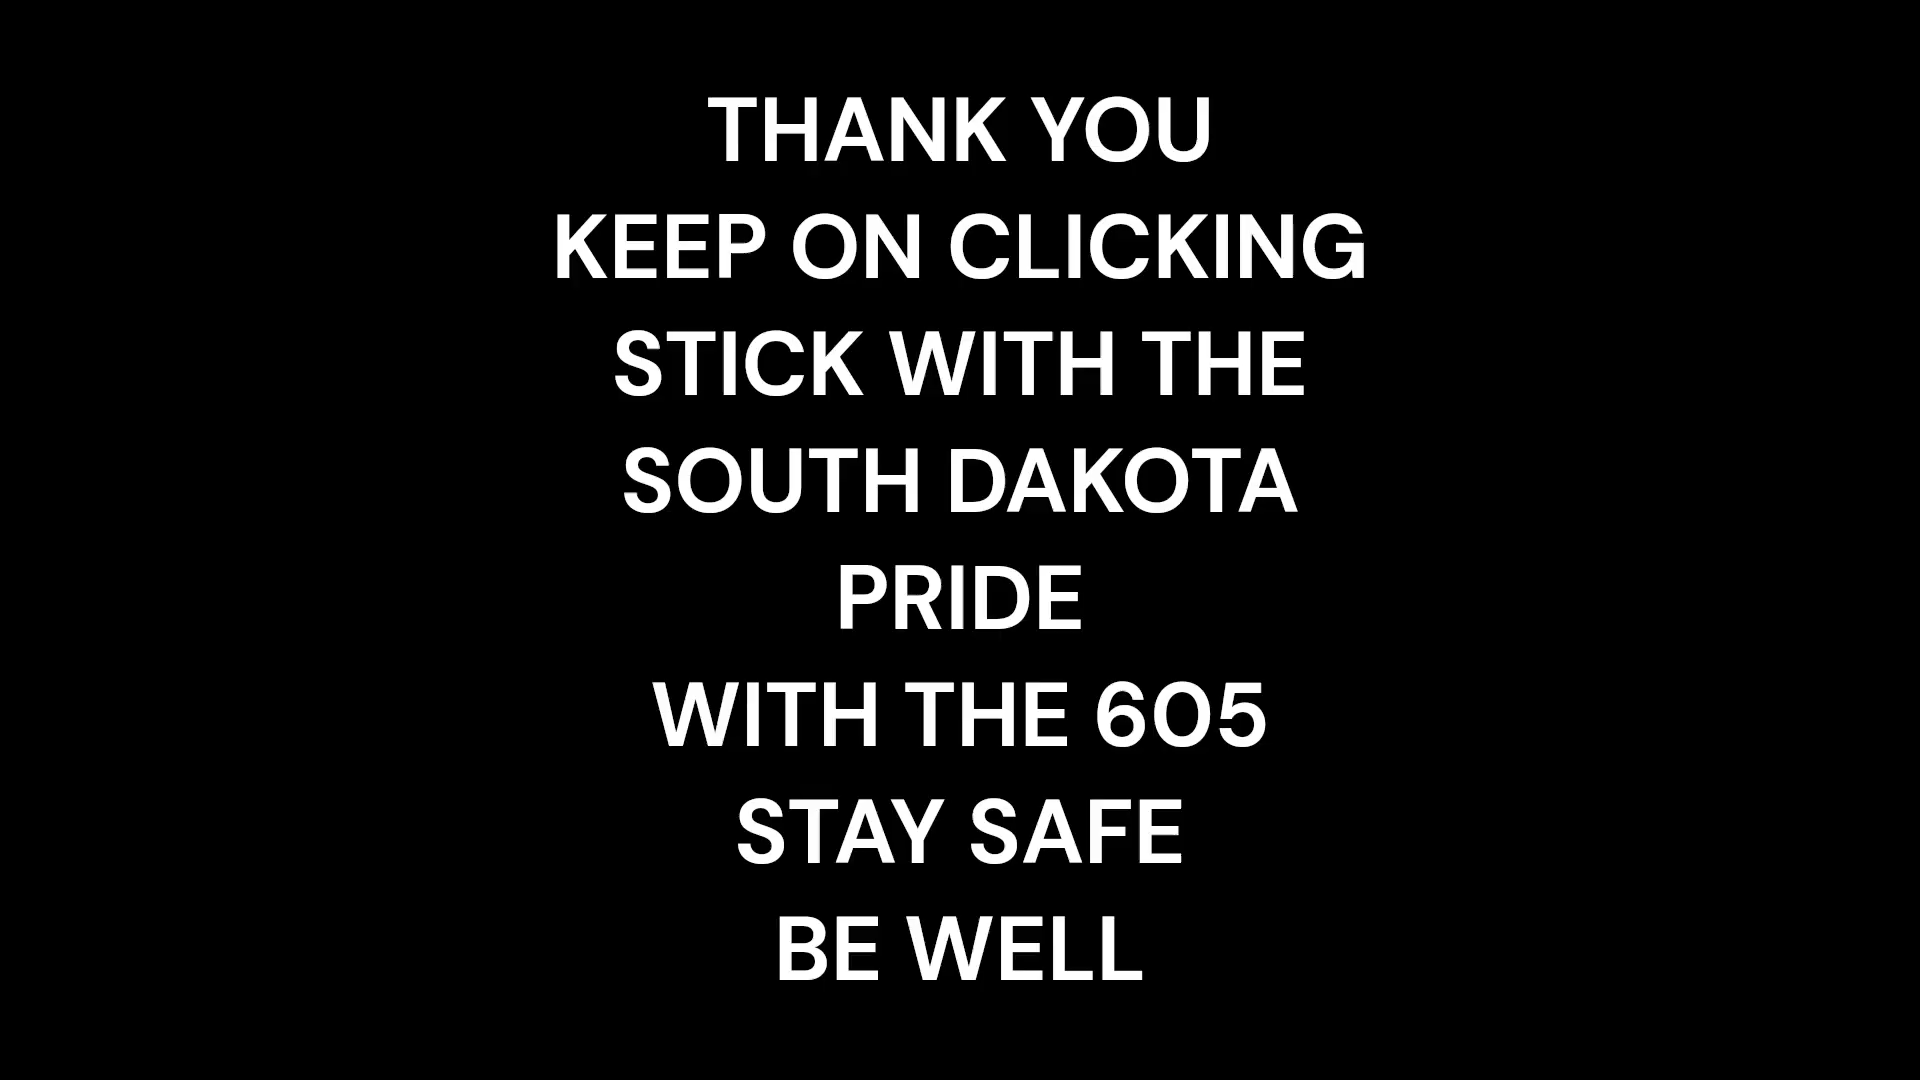 THANK YOU
KEEP ON CLICKING
STICK WITH THE
SOUTH DAKOTA
PRIDE
WITH THE 605
STAY SAFE
BE WELL